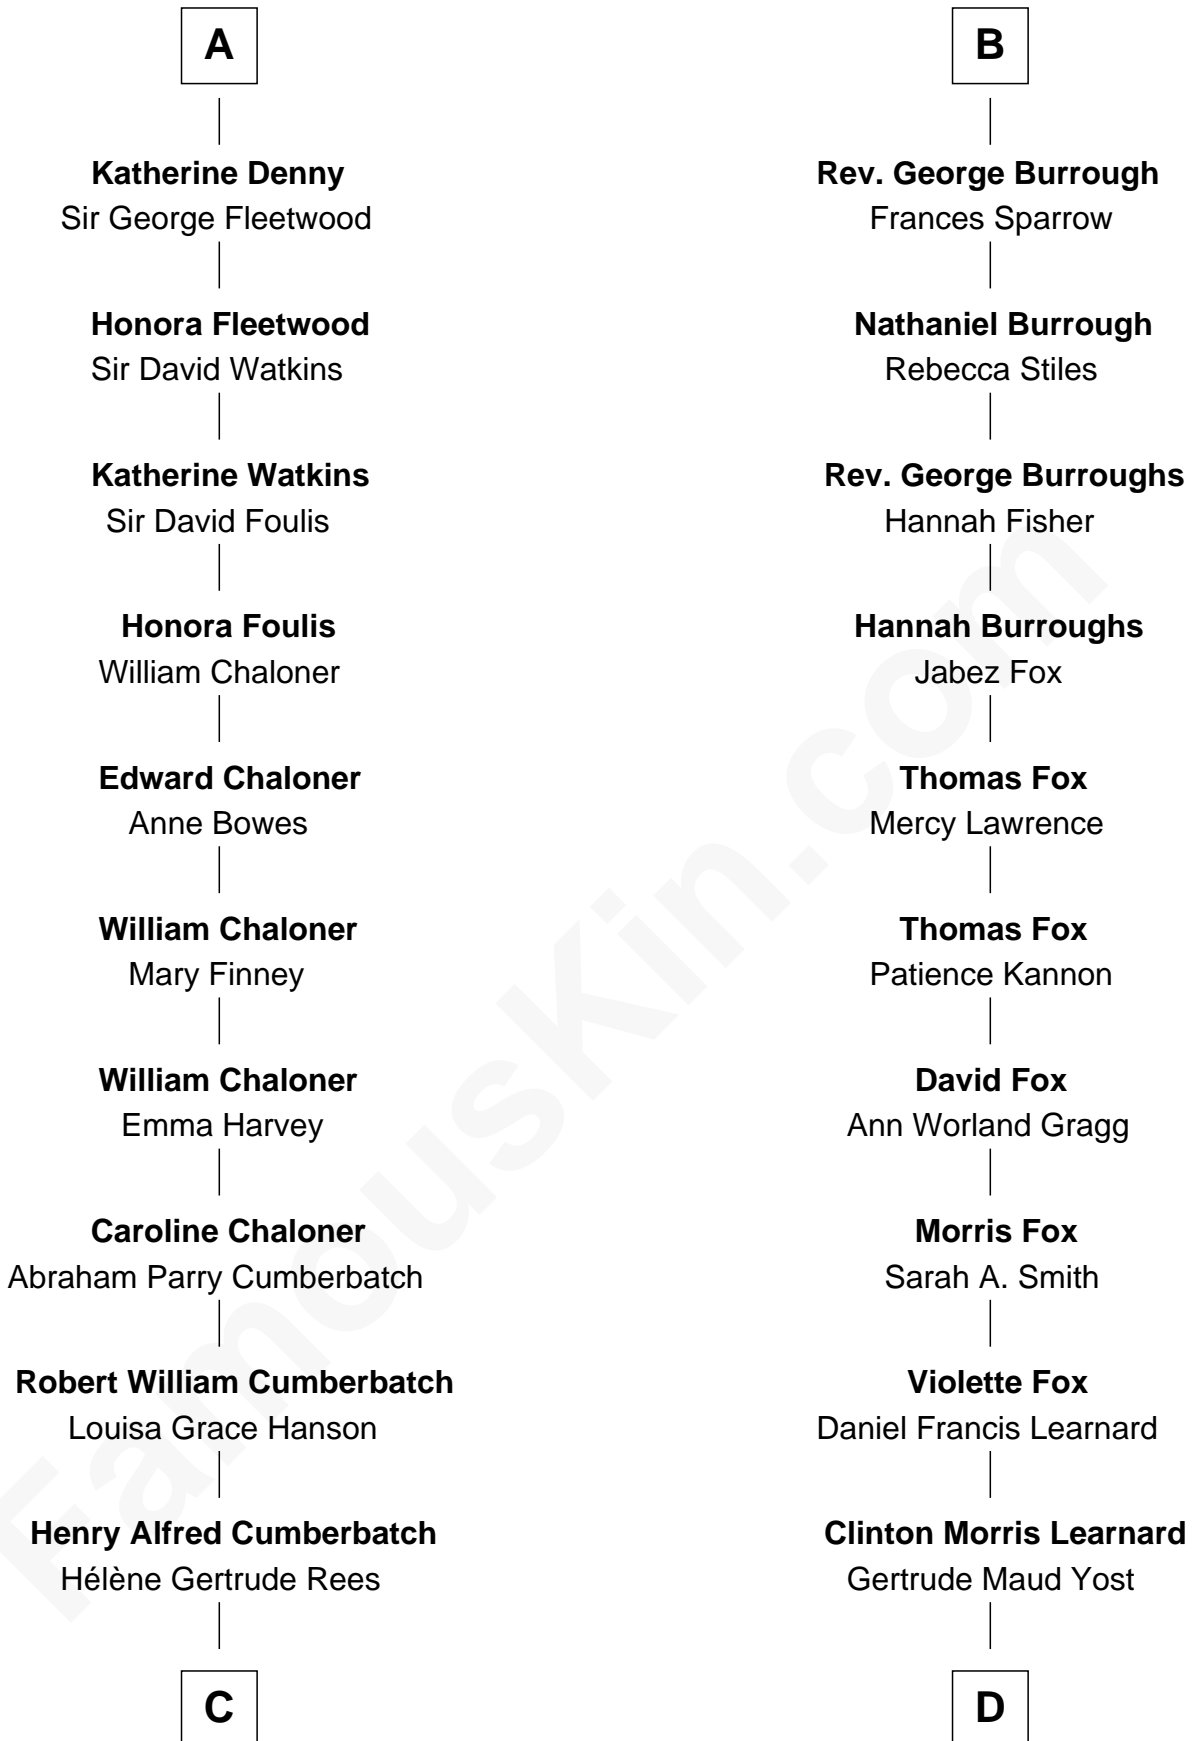 A
Katherine Denny
Sir George Fleetwood
Honora Fleetwood
Sir David Watkins
Katherine Watkins
Sir David Foulis
Honora Foulis
William Chaloner
Edward Chaloner
Anne Bowes
William Chaloner
Mary Finney
William Chaloner
Emma Harvey
Caroline Chaloner
Abraham Parry Cumberbatch
Robert William Cumberbatch
Louisa Grace Hanson
Henry Alfred Cumberbatch
Hélène Gertrude Rees
C
B
Rev. George Burrough
Frances Sparrow
Nathaniel Burrough
Rebecca Stiles
Rev. George Burroughs
Hannah Fisher
Hannah Burroughs
Jabez Fox
Thomas Fox
Mercy Lawrence
Thomas Fox
Patience Kannon
David Fox
Ann Worland Gragg
Morris Fox
Sarah A. Smith
Violette Fox
Daniel Francis Learnard
Clinton Morris Learnard
Gertrude Maud Yost
D
FamousKin.com